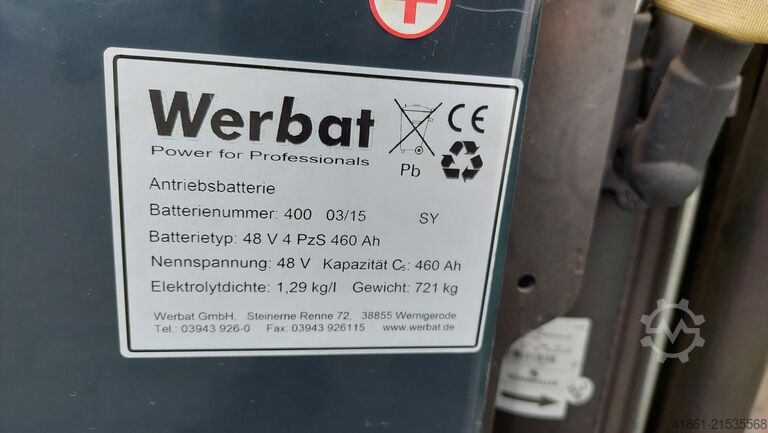 Werbat
Power for Professionals
CE
Pb
Antriebsbatterie
Batterienummer: 400 03/15 SY
Batterietyp: 48 V 4 PzS 460 Ah
Nennspannung: 48 V Kapazität C₅: 460 Ah
Elektrolytdichte: 1,29 kg/l Gewicht: 721 kg
Werbat GmbH. Steinerne Renne 72, 38855 Wernigerode
Tel.: 03943 926-0 Fax: 03943 926115 www.werbat.de
41861-21535568